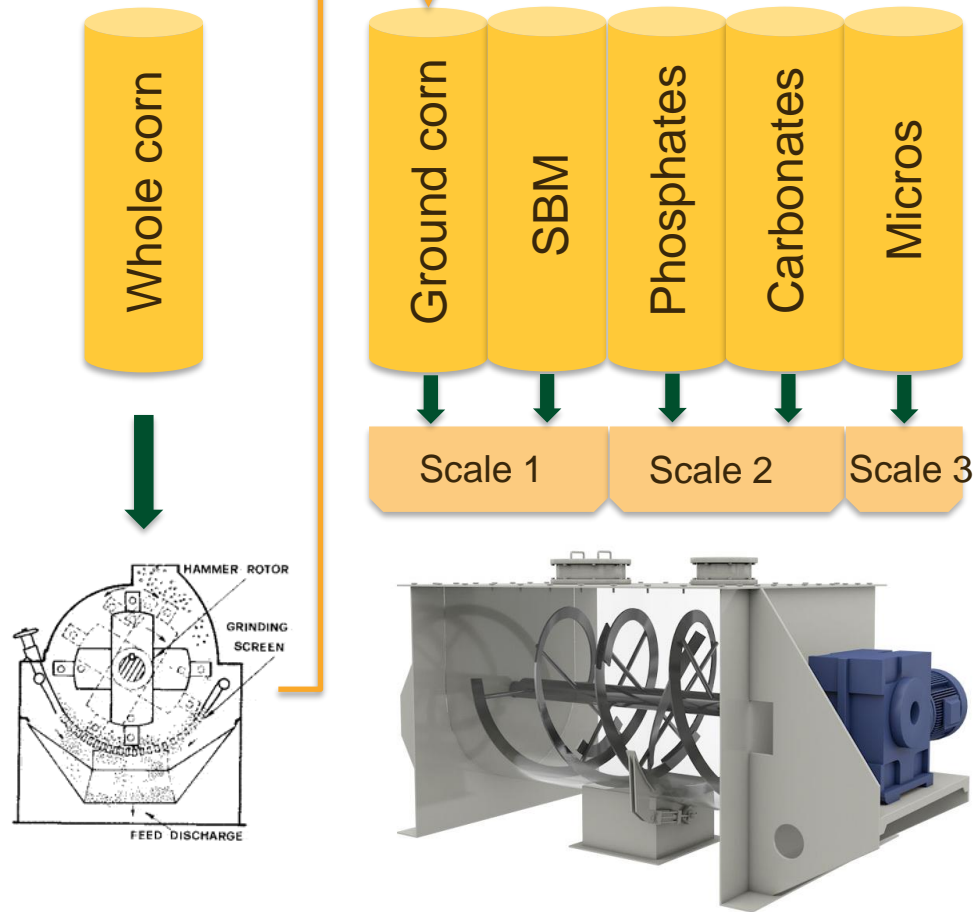 Whole corn
Ground corn
SBM
Phosphates
Carbonates
Micros
Scale 1
Scale 2
Scale 3
HAMMER ROTOR
GRINDING
SCREEN
FEED DISCHARGE